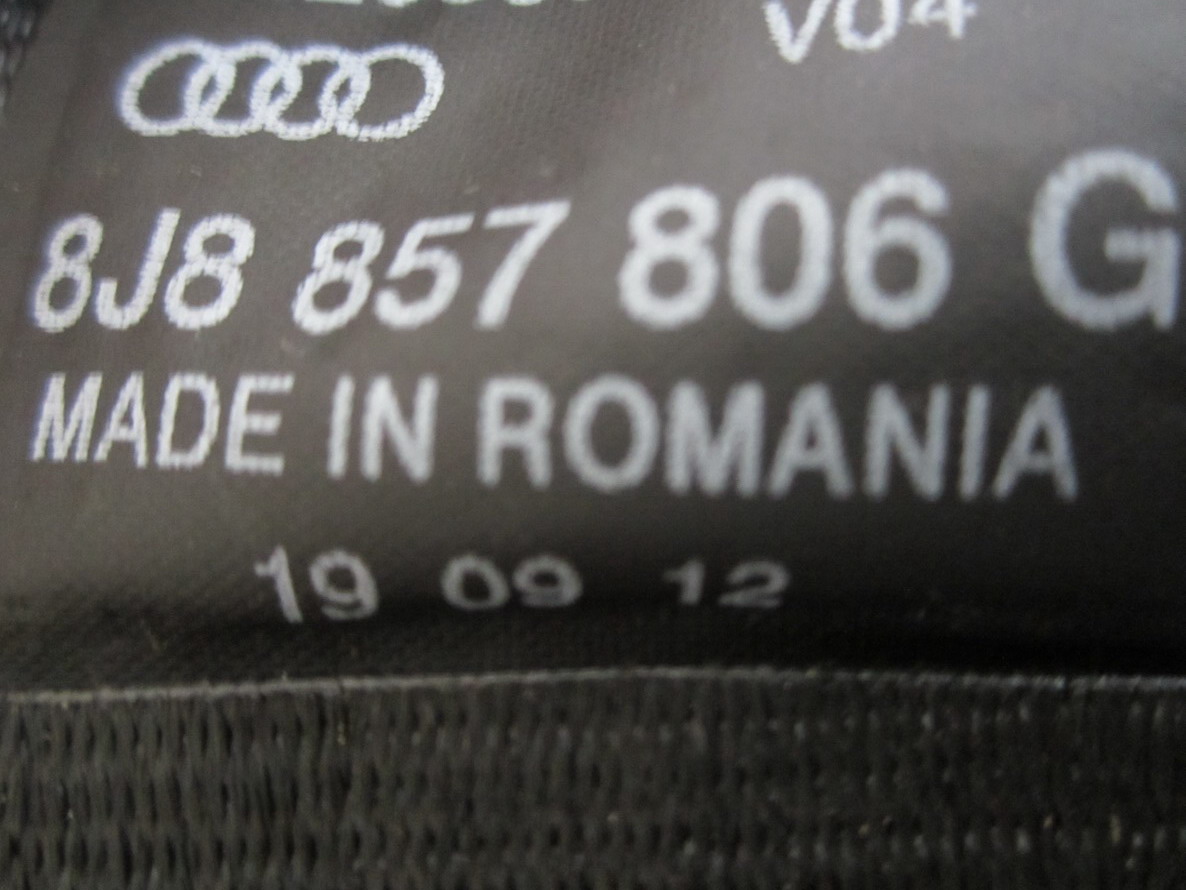 V04
8J8 857 806 G
MADE IN ROMANIA
19 09 12